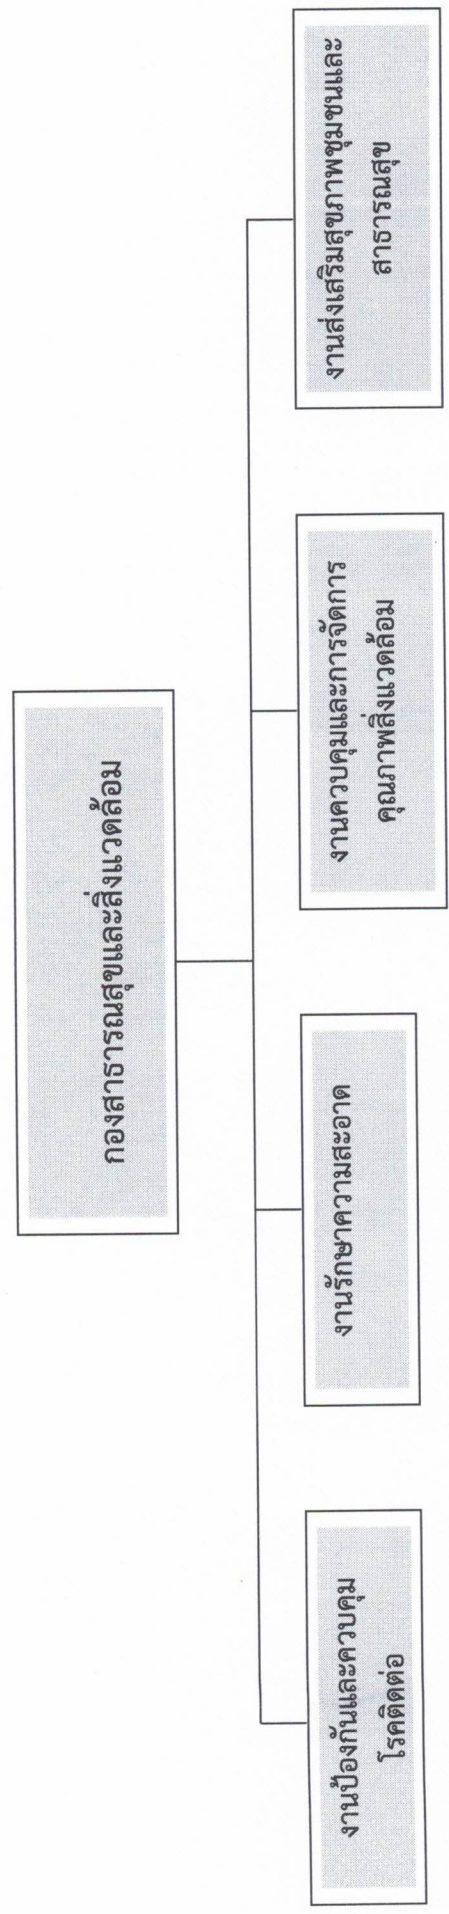 กองสาธารณสุขและสิ่งแวดล้อม
งานป้องกันและควบคุม
โรคติดต่อ
งานรักษาความสะอาด
งานควบคุมและการจัดการ
คุณภาพสิ่งแวดล้อม
งานส่งเสริมสุขภาพชุมชนและ
สาธารณสุข